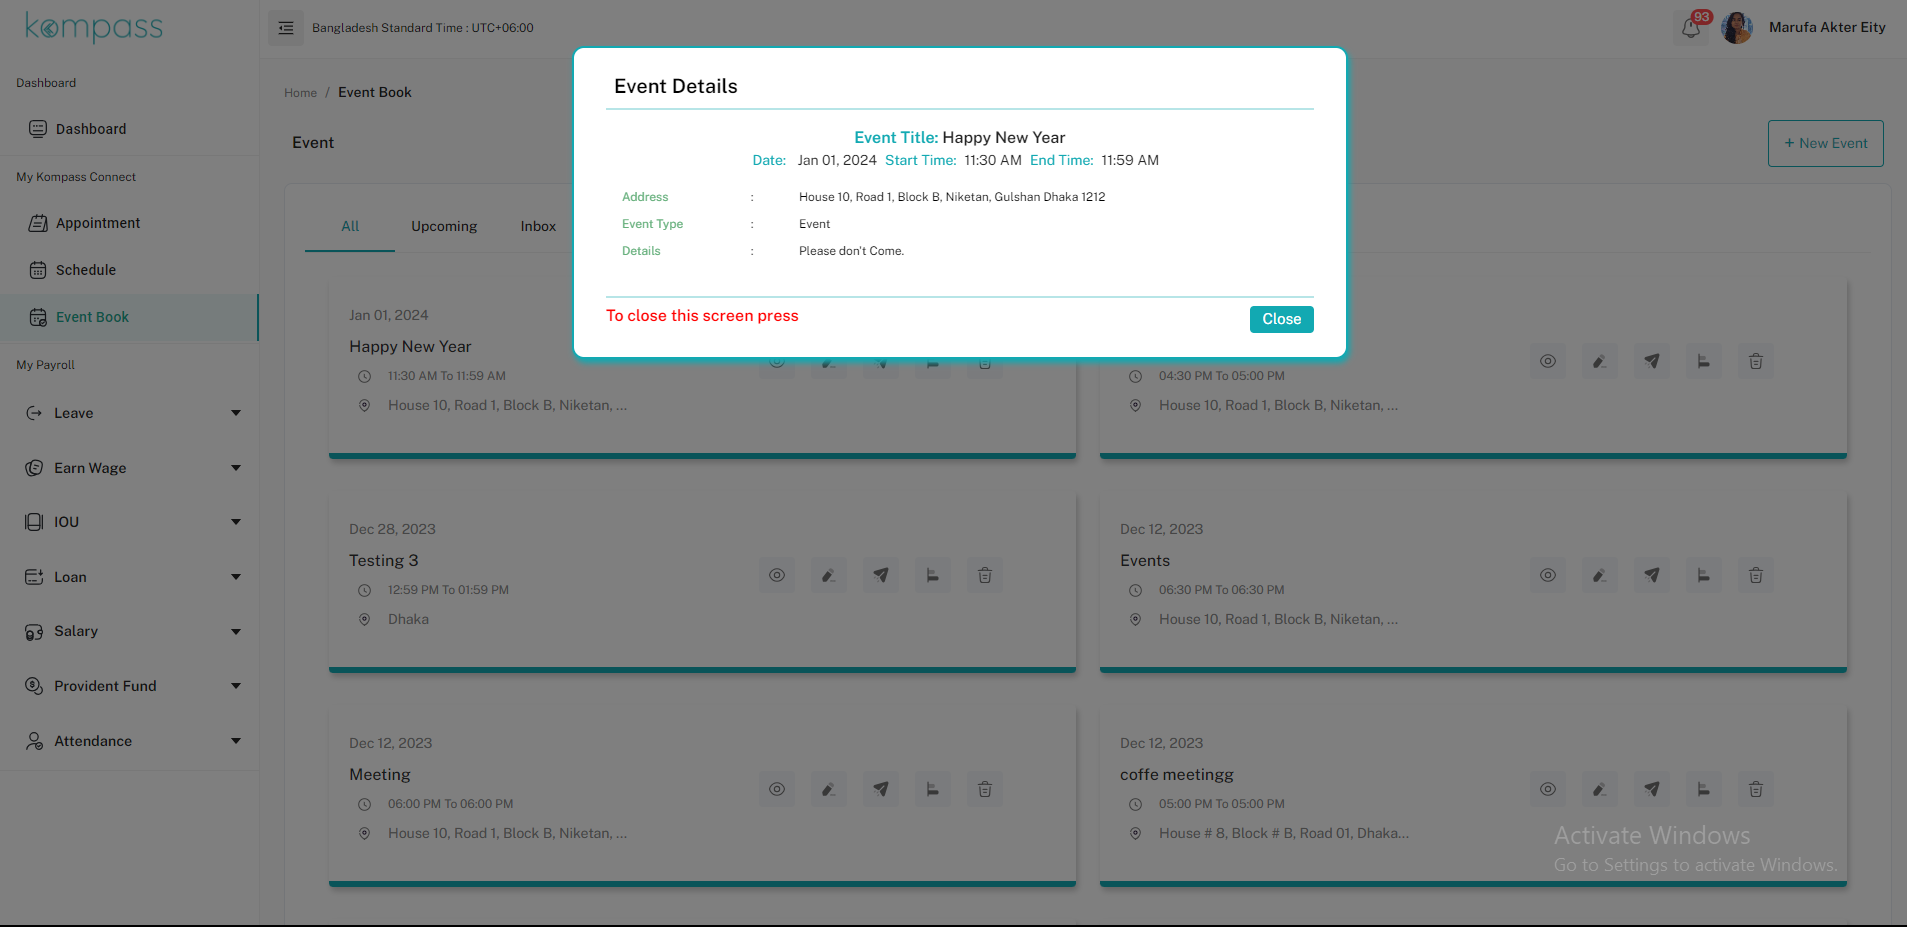 kompass
Bangladesh Standard Time : UTC+06:00
93
Marufa Akter Eity
Dashboard
Dashboard
My Kompass Connect
Appointment
Schedule
Event Book
My Payroll
Leave
Earn Wage
IOU
Loan
Salary
Provident Fund
Attendance
Home / Event Book
Event
+ New Event
All Upcoming Inbox
Event Details
Event Title: Happy New Year
Date: Jan 01, 2024 Start Time: 11:30 AM End Time: 11:59 AM
Address : House 10, Road 1, Block B, Niketan, Gulshan Dhaka 1212
Event Type : Event
Details : Please don't Come.
To close this screen press
Close
Jan 01, 2024
Happy New Year
11:30 AM To 11:59 AM
House 10, Road 1, Block B, Niketan, ...
04:30 PM To 05:00 PM
House 10, Road 1, Block B, Niketan, ...
Dec 28, 2023
Testing 3
12:59 PM To 01:59 PM
Dhaka
Dec 12, 2023
Events
06:30 PM To 06:30 PM
House 10, Road 1, Block B, Niketan, ...
Dec 12, 2023
Meeting
06:00 PM To 06:00 PM
House 10, Road 1, Block B, Niketan, ...
Dec 12, 2023
coffe meetingg
05:00 PM To 05:00 PM
House # 8, Block # B, Road 01, Dhaka...
Activate Windows
Go to Settings to activate Windows.